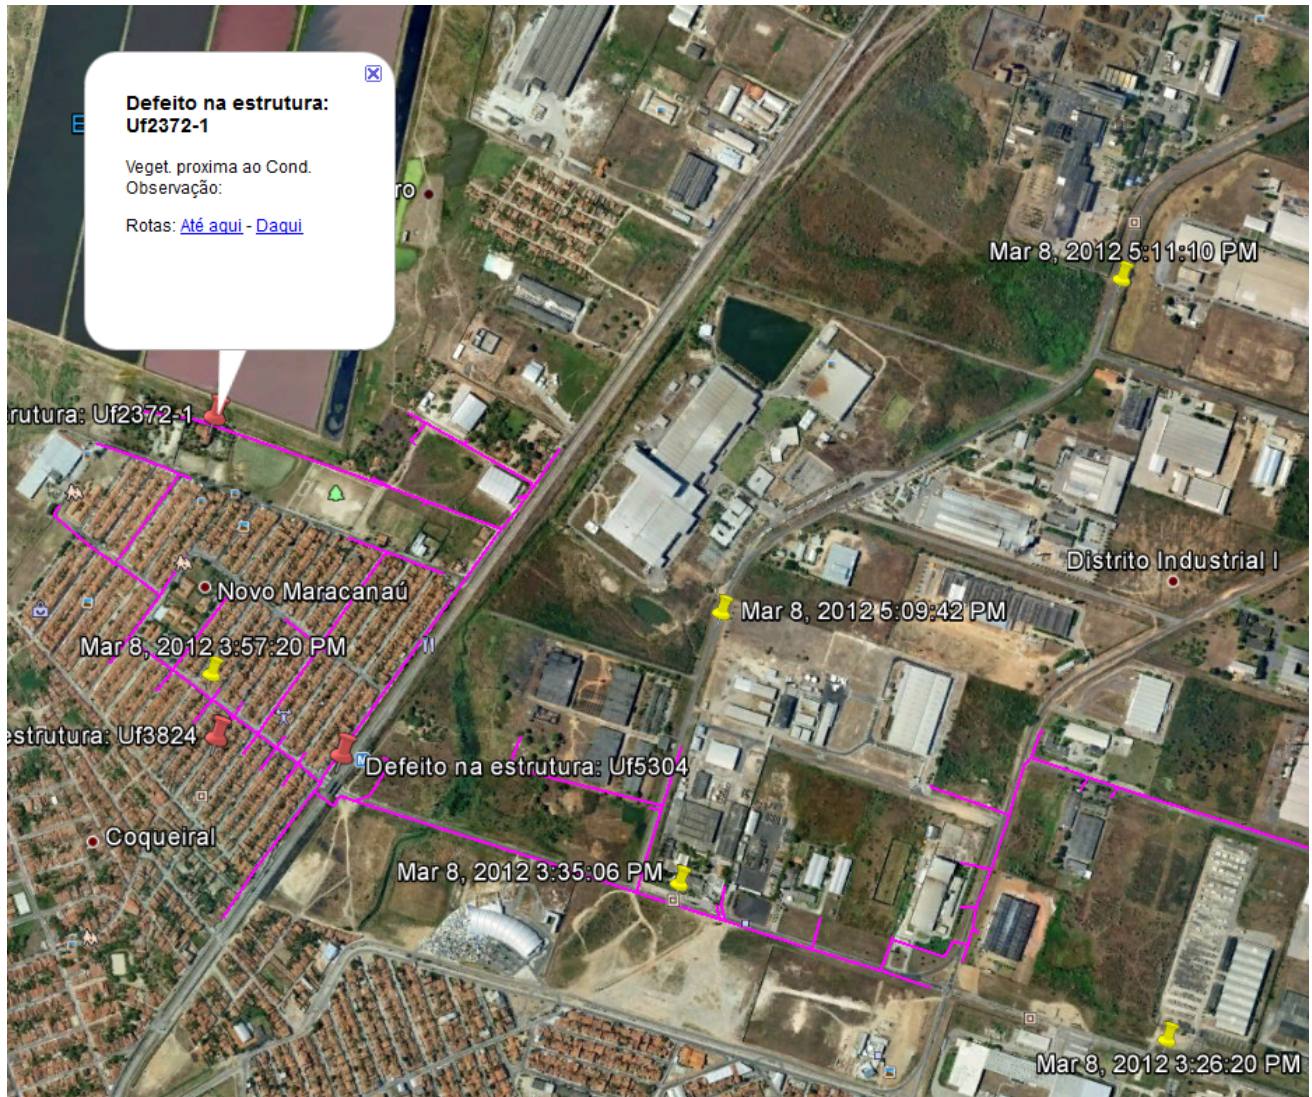 Defeito na estrutura:
Uf2372-1
Veget. proxima ao Cond.
Observação:
Rotas: Até aqui - Daqui
E
ro
Mar 8, 2012 5:11:10 PM
rutura: Uf2372-1
Distrito Industrial I
Novo Maracanaú
Mar 8, 2012 5:09:42 PM
Mar 8, 2012 3:57:20 PM
estrutura: Uf3824
M
Defeito na estrutura: Uf5304
Coqueiral
Mar 8, 2012 3:35:06 PM
Mar 8, 2012 3:26:20 PM